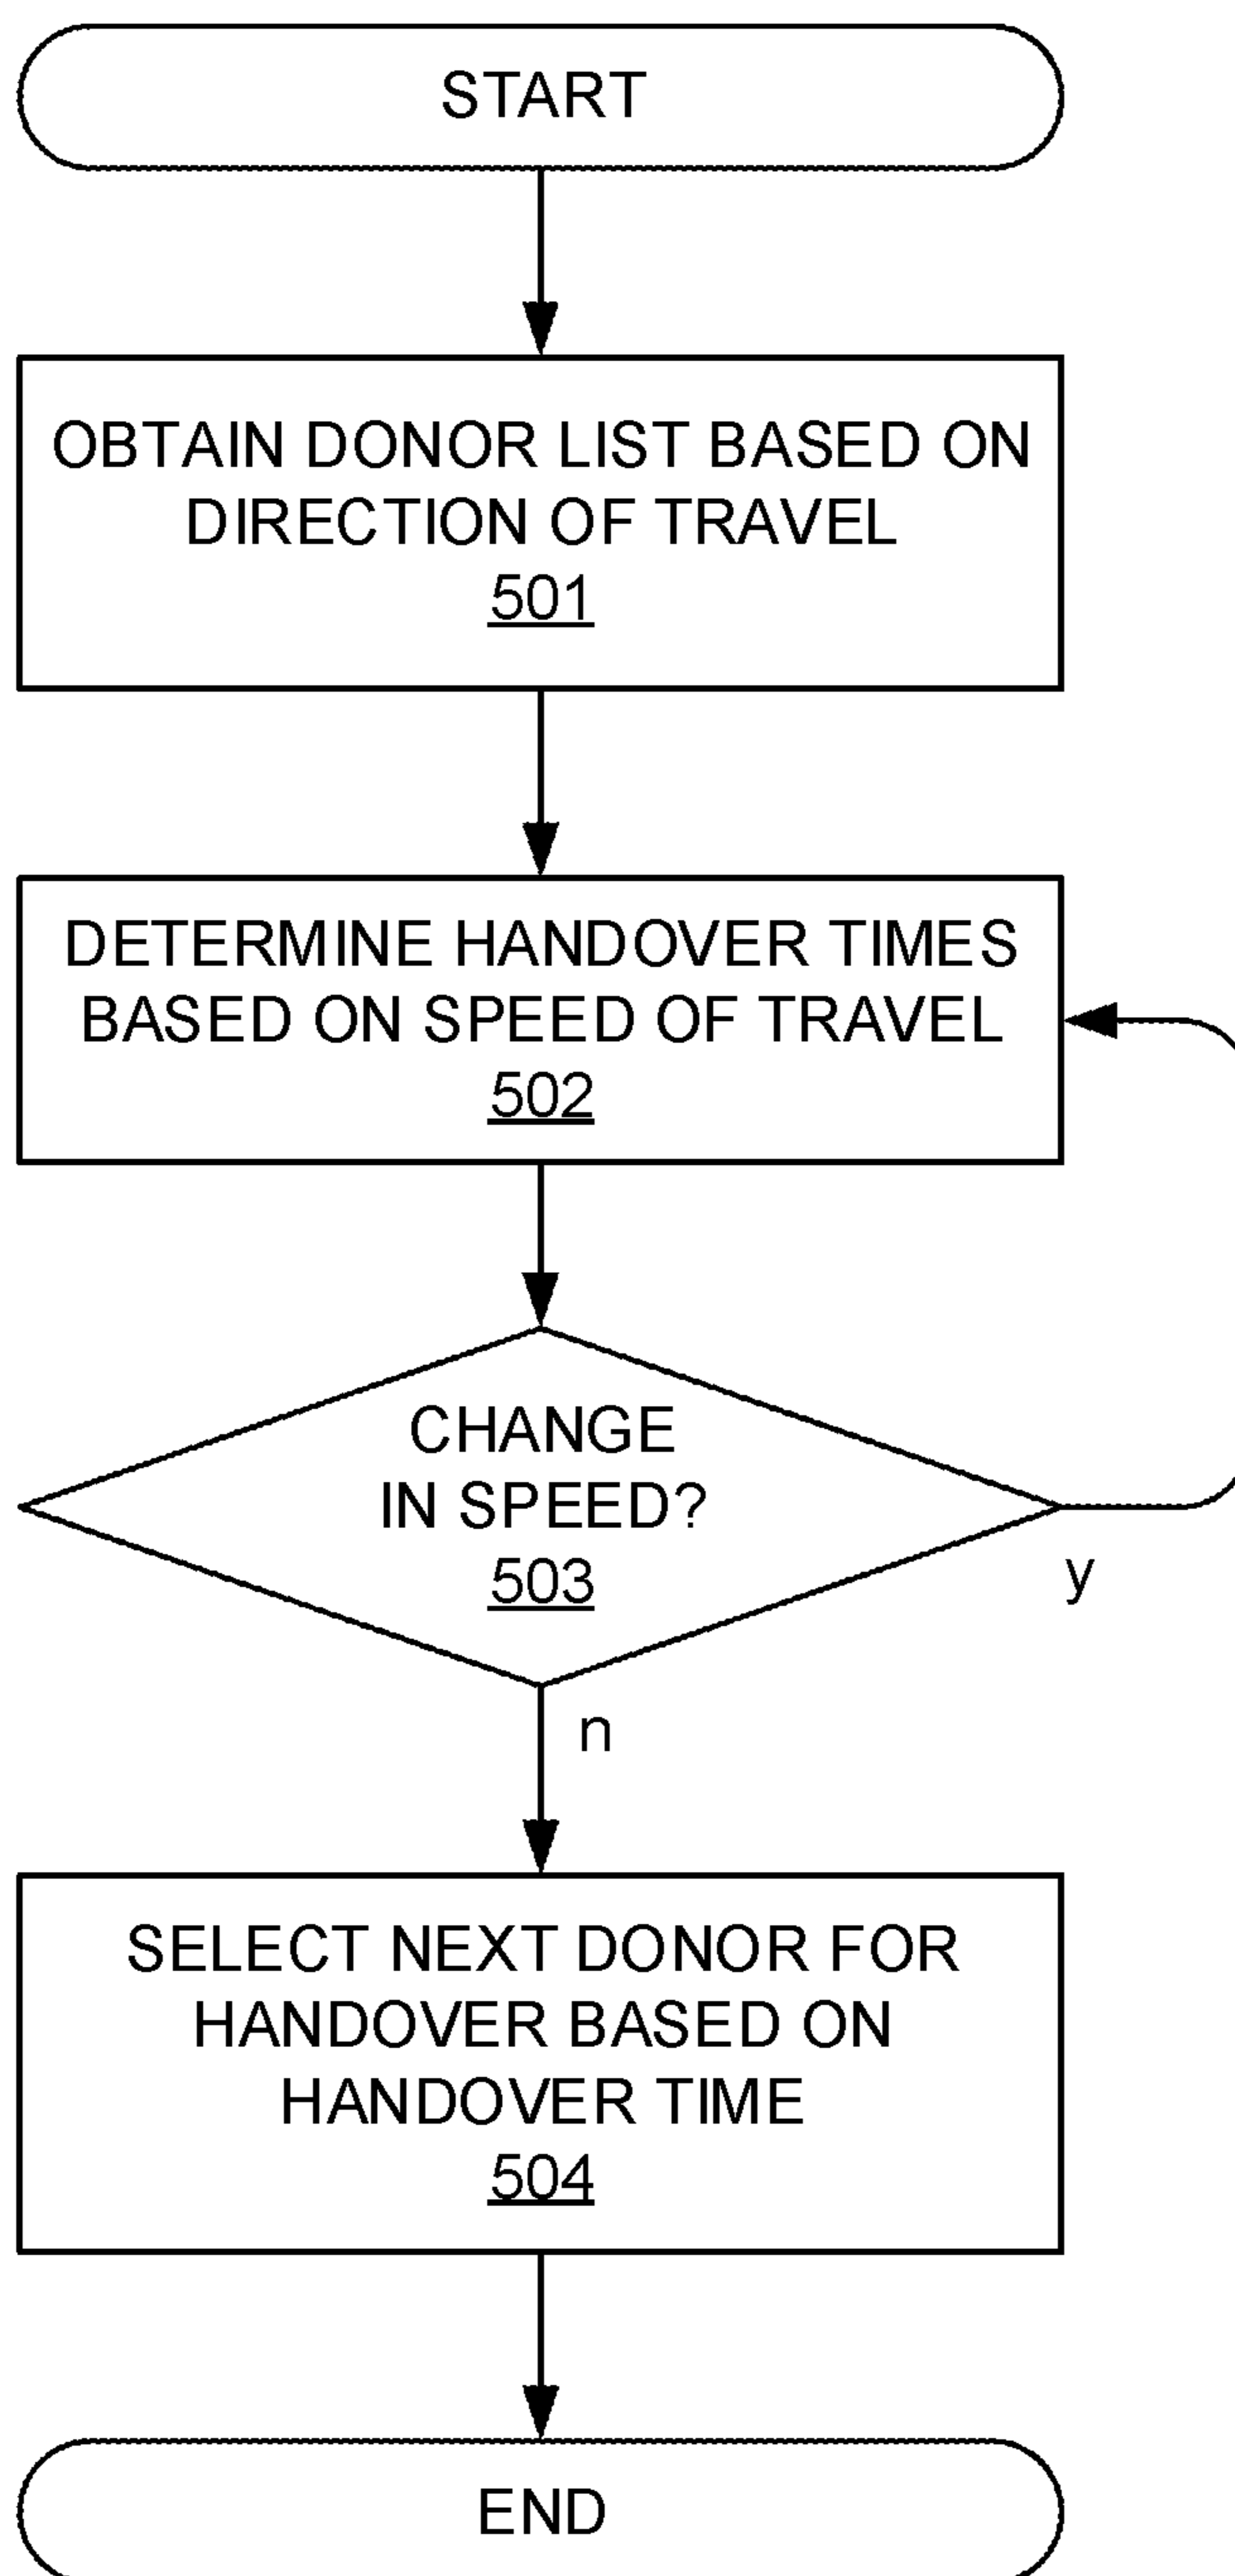 START
OBTAIN DONOR LIST BASED ON
DIRECTION OF TRAVEL
501
DETERMINE HANDOVER TIMES
BASED ON SPEED OF TRAVEL
502
CHANGE
IN SPEED?
503
y
n
SELECT NEXT DONOR FOR
HANDOVER BASED ON
HANDOVER TIME
504
END